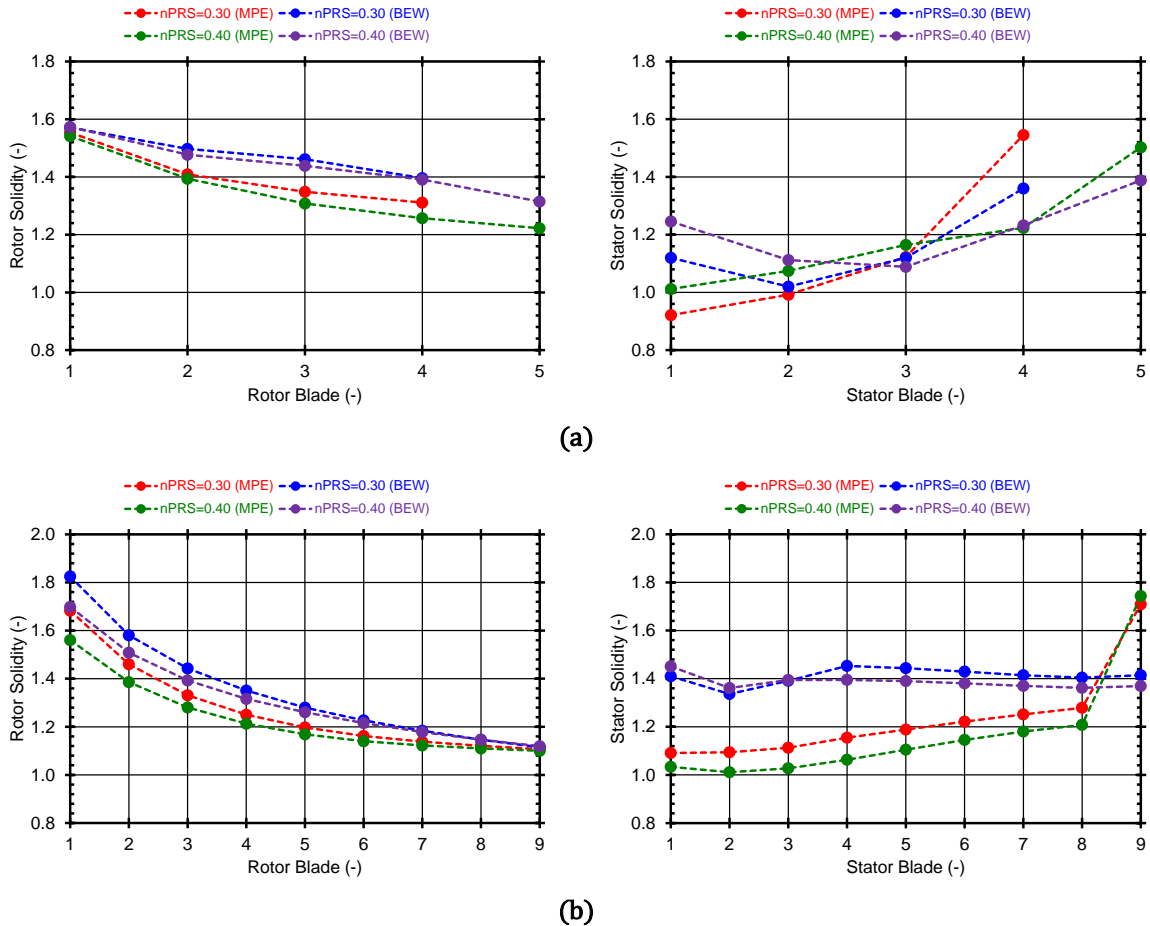 nPRS=0.30 (MPE) nPRS=0.30 (BEW)
nPRS=0.40 (MPE) nPRS=0.40 (BEW)
1.8
1.6
1.4
1.2
1.0
0.8
Rotor Solidity (-)
1 2 3 4 5
Rotor Blade (-)
nPRS=0.30 (MPE) nPRS=0.30 (BEW)
nPRS=0.40 (MPE) nPRS=0.40 (BEW)
1.8
1.6
1.4
1.2
1.0
0.8
Stator Solidity (-)
1 2 3 4 5
Stator Blade (-)
(a)
nPRS=0.30 (MPE) nPRS=0.30 (BEW)
nPRS=0.40 (MPE) nPRS=0.40 (BEW)
2.0
1.8
1.6
1.4
1.2
1.0
0.8
Rotor Solidity (-)
1 2 3 4 5 6 7 8 9
Rotor Blade (-)
nPRS=0.30 (MPE) nPRS=0.30 (BEW)
nPRS=0.40 (MPE) nPRS=0.40 (BEW)
2.0
1.8
1.6
1.4
1.2
1.0
0.8
Stator Solidity (-)
1 2 3 4 5 6 7 8 9
Stator Blade (-)
(b)